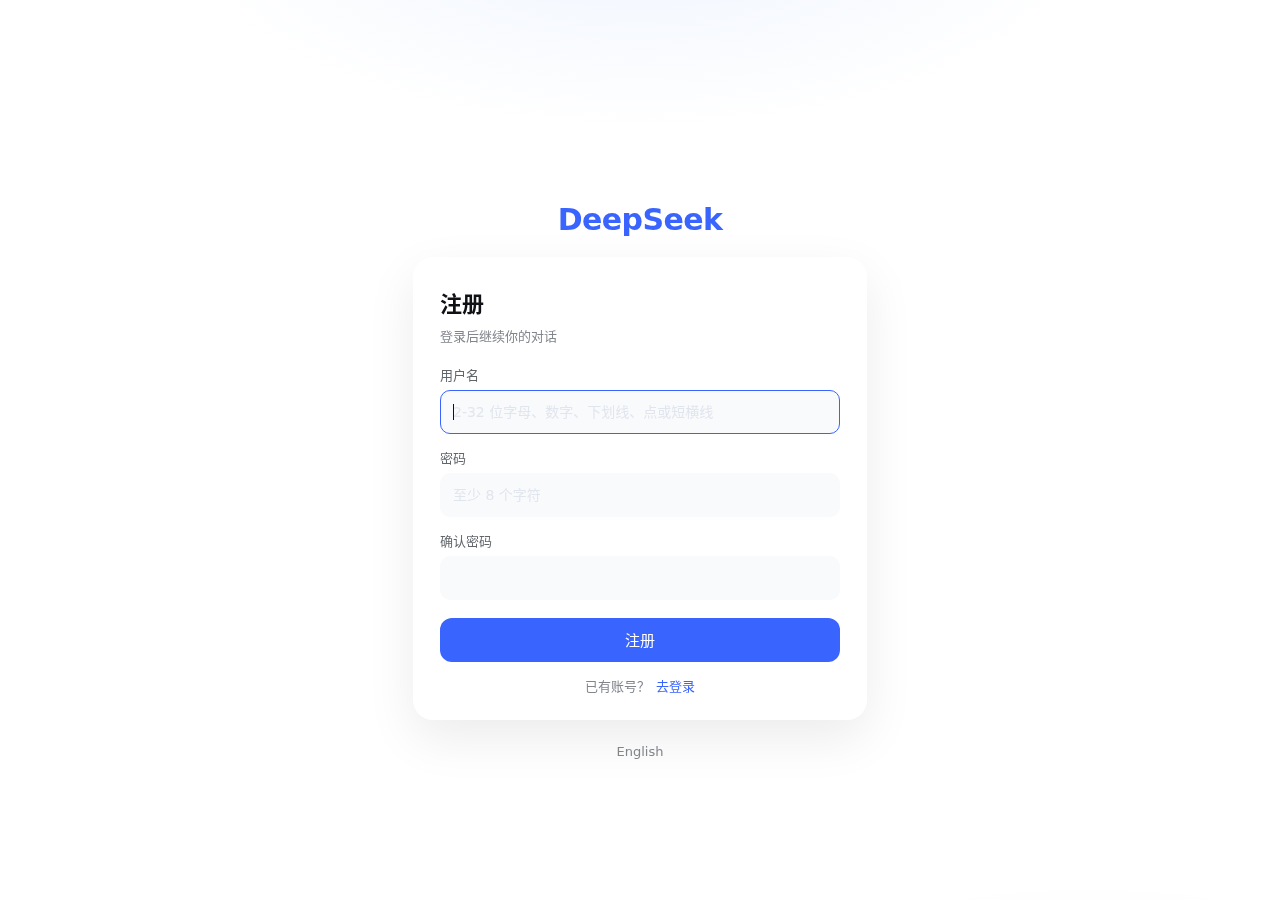 DeepSeek
注册
登录后继续你的对话
用户名
2-32 位字母、数字、下划线、点或短横线
密码
至少 8 个字符
确认密码
注册
已有账号? 去登录
English